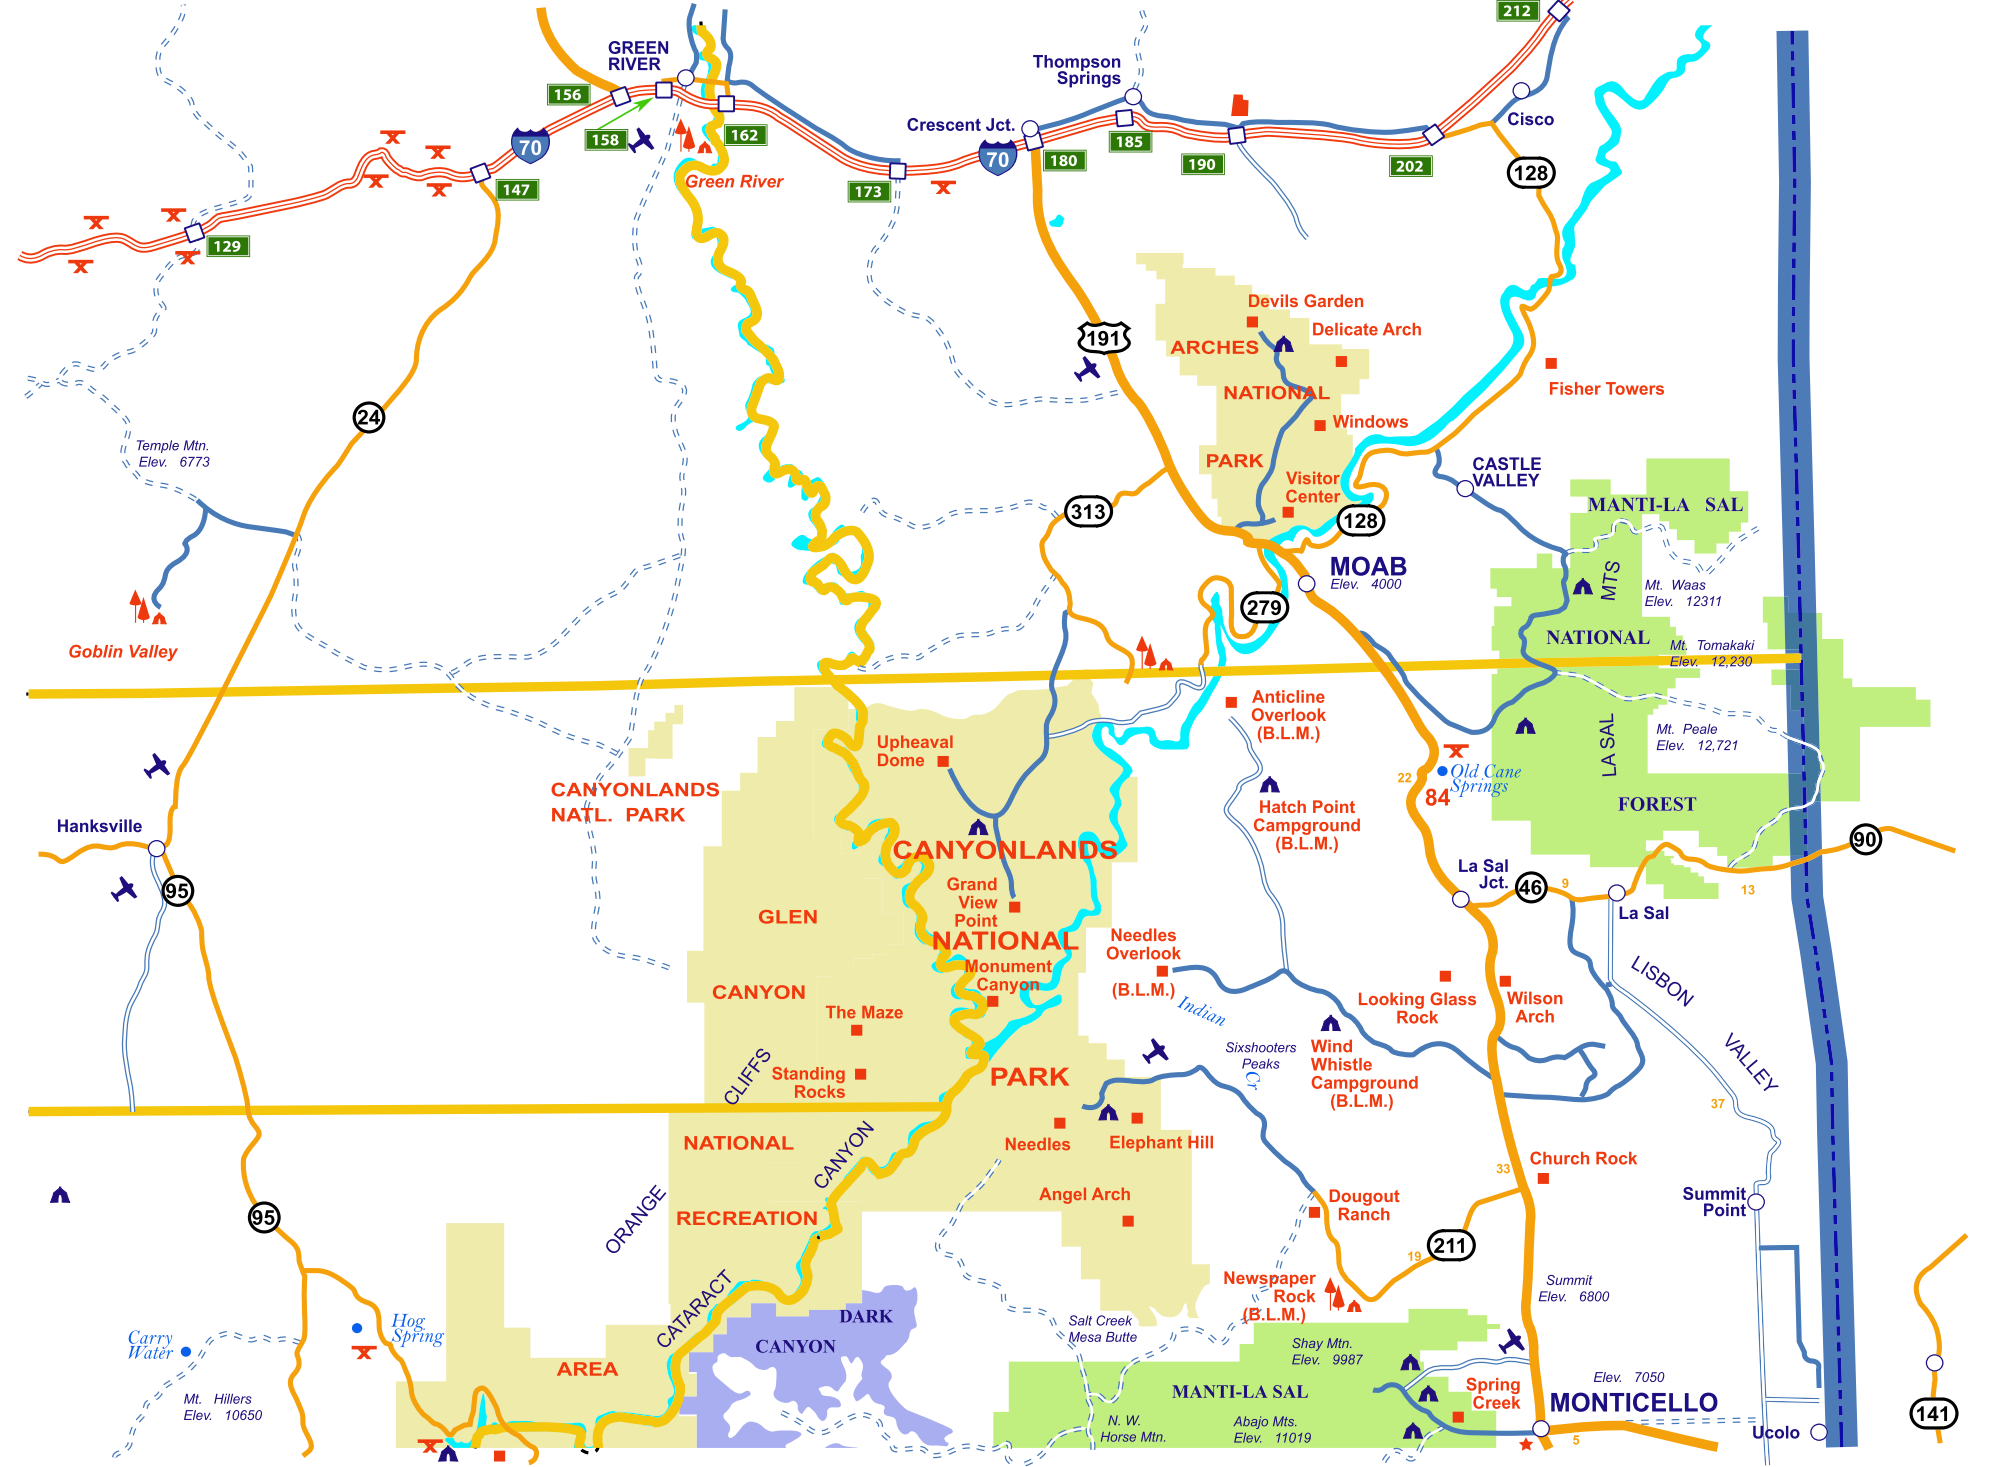 212
GREEN
RIVER
Thompson
Springs
156
158
162
70
Crescent Jct.
70
180
185
190
202
Cisco
128
147
Green River
173
129
Devils Garden
Delicate Arch
191
ARCHES
NATIONAL
Windows
PARK
Visitor
Center
Fisher Towers
24
Temple Mtn.
Elev. 6773
CASTLE
VALLEY
313
128
MANTI-LA SAL
MOAB
Elev. 4000
MTS
Mt. Waas
Elev. 12311
279
NATIONAL
Mt. Tomakaki
Elev. 12,230
Goblin Valley
Anticline
Overlook
(B.L.M.)
Upheaval
Dome
Mt. Peale
Elev. 12,721
LA SAL
22
Old Cane
Springs
84
FOREST
CANYONLANDS
NATL. PARK
Hatch Point
Campground
(B.L.M.)
Hanksville
CANYONLANDS
90
La Sal
Jct.
46
9
13
95
Grand
View
Point
GLEN
La Sal
NATIONAL
Needles
Overlook
(B.L.M.)
Monument
Canyon
CANYON
The Maze
Indian
Cr.
Looking Glass
Rock
Wilson
Arch
LISBON
VALLEY
Sixshooters
Peaks
Wind
Whistle
Campground
(B.L.M.)
CLIFFS
Standing
Rocks
PARK
37
NATIONAL
CANYON
Needles
Elephant Hill
33
Church Rock
Angel Arch
Dougout
Ranch
Summit
Point
95
ORANGE
RECREATION
211
19
Newspaper
Rock
(B.L.M.)
Summit
Elev. 6800
CATARACT
DARK
CANYON
Salt Creek
Mesa Butte
Hog
Spring
Carry
Water
Shay Mtn.
Elev. 9987
AREA
Mt. Hillers
Elev. 10650
MANTI-LA SAL
Spring
Creek
Elev. 7050
MONTICELLO
N. W.
Horse Mtn.
Abajo Mts.
Elev. 11019
5
Ucolo
141